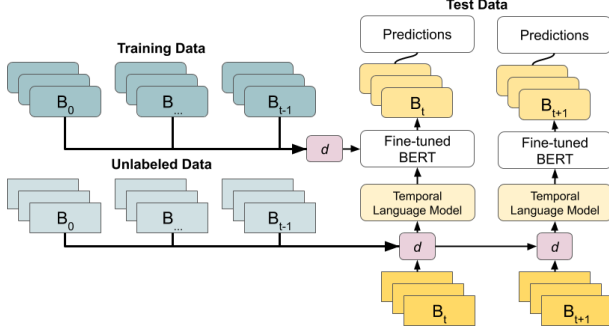 Test Data
Training Data
Predictions
Predictions
B0
B...
Bt-1
Bt
Bt+1
d
Fine-tuned
BERT
Fine-tuned
BERT
Unlabeled Data
B0
B...
Bt-1
Temporal
Language Model
Temporal
Language Model
d
d
Bt
Bt+1